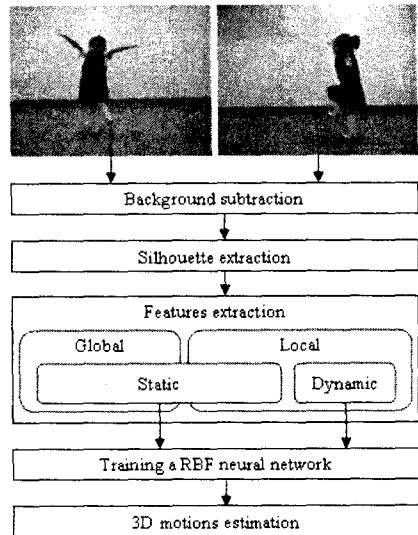 Background subtraction
Silhouette extraction
Features extraction
Global
Local
Static
Dynamic
Training a RBF neural network
3D motions estimation